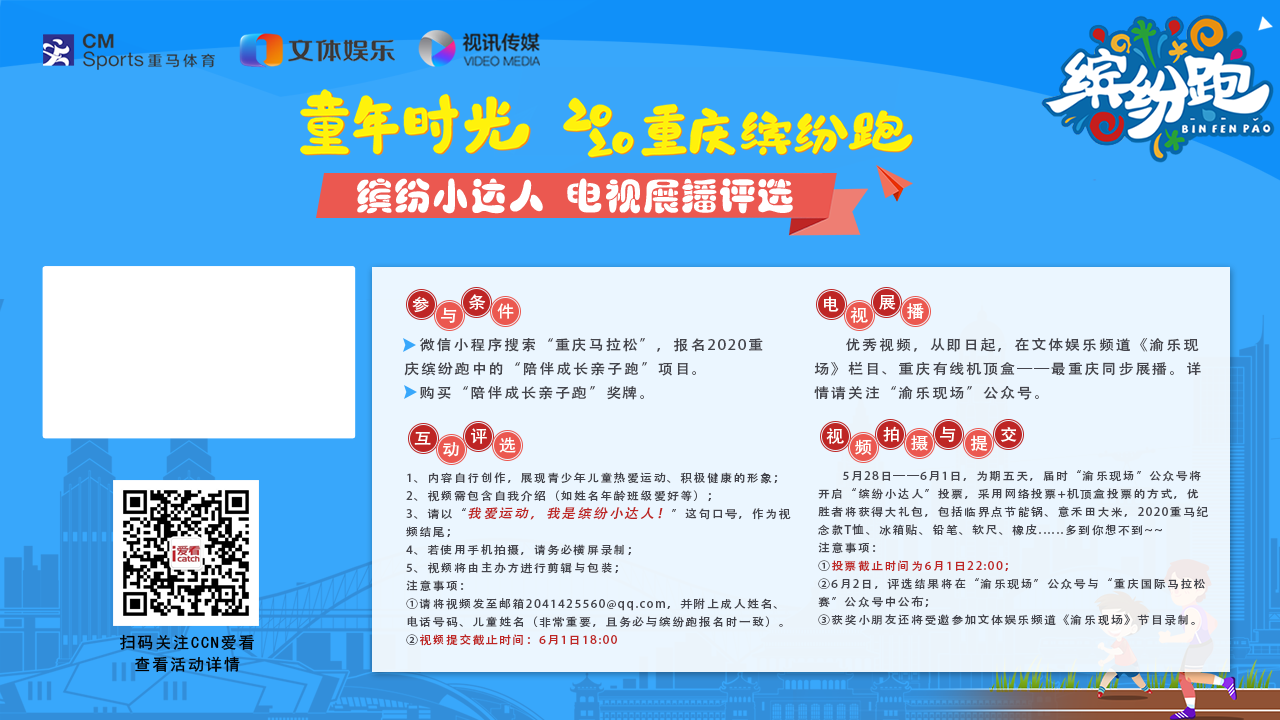 CM
Sports重马体育
文体娱乐
视讯传媒
VIDEO MEDIA
缤纷跑
BIN FEN PAO
童年时光 2020重庆缤纷跑
缤纷小达人 电视展播评选
参与条件
微信小程序搜索“重庆马拉松”，报名2020重
庆缤纷跑中的“陪伴成长亲子跑”项目。
购买“陪伴成长亲子跑”奖牌。
互动评选
1、内容自行创作，展现青少年儿童热爱运动、积极健康的形象；
2、视频需包含自我介绍（如姓名年龄班级爱好等）；
3、请以“我爱运动，我是缤纷小达人！”这句口号，作为视
频结尾；
4、若使用手机拍摄，请务必横屏录制；
5、视频将由主办方进行剪辑与包装；
注意事项：
①请将视频发至邮箱2041425560@qq.com，并附上成人姓名、
电话号码、儿童姓名（非常重要，且务必与缤纷跑报名时一致）。
②视频提交截止时间：6月1日18:00
电视展播
优秀视频，从即日起，在文体娱乐频道《渝乐现
场》栏目、重庆有线机顶盒——最重庆同步展播。详
情请关注“渝乐现场”公众号。
视频拍摄与提交
5月28日——6月1日，为期五天，届时“渝乐现场”公众号将
开启“缤纷小达人”投票，采用网络投票+机顶盒投票的方式，优
胜者将获得大礼包，包括临界点节能锅、意禾田大米，2020重马纪
念款T恤、冰箱贴、铅笔、软尺、橡皮......多到你想不到~~
注意事项：
①投票截止时间为6月1日22:00；
②6月2日，评选结果将在“渝乐现场”公众号与“重庆国际马拉松
赛”公众号中公布；
③获奖小朋友还将受邀参加文体娱乐频道《渝乐现场》节目录制。
i爱看
catch
扫码关注CCN爱看
查看活动详情